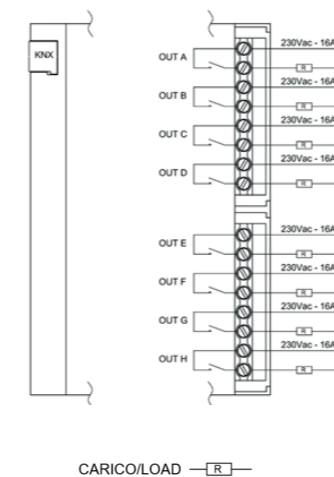 230Vac - 16A
KNX
OUT A
R
230Vac - 16A
OUT B
R
230Vac - 16A
OUT C
R
230Vac - 16A
OUT D
R
230Vac - 16A
OUT E
R
230Vac - 16A
OUT F
R
230Vac - 16A
OUT G
R
230Vac - 16A
OUT H
R
CARICO/LOAD R